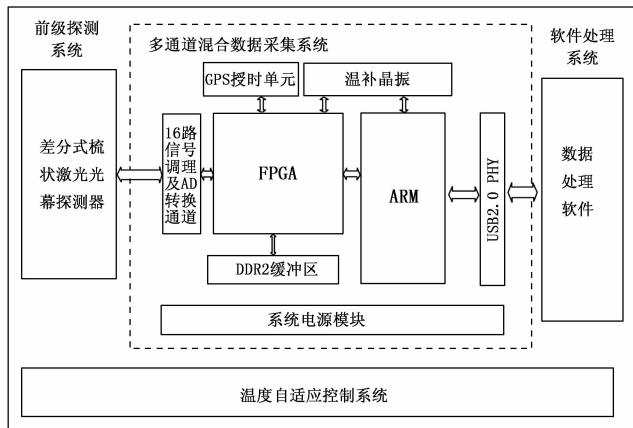 前级探测
系统
多通道混合数据采集系统
软件处理
系统
GPS授时单元
温补晶振
差分式梳
状激光光
幕探测器
16路
信号
调理
及AD
转换
通道
FPGA
ARM
USB2.0 PHY
数据
处理
软件
DDR2缓冲区
系统电源模块
温度自适应控制系统